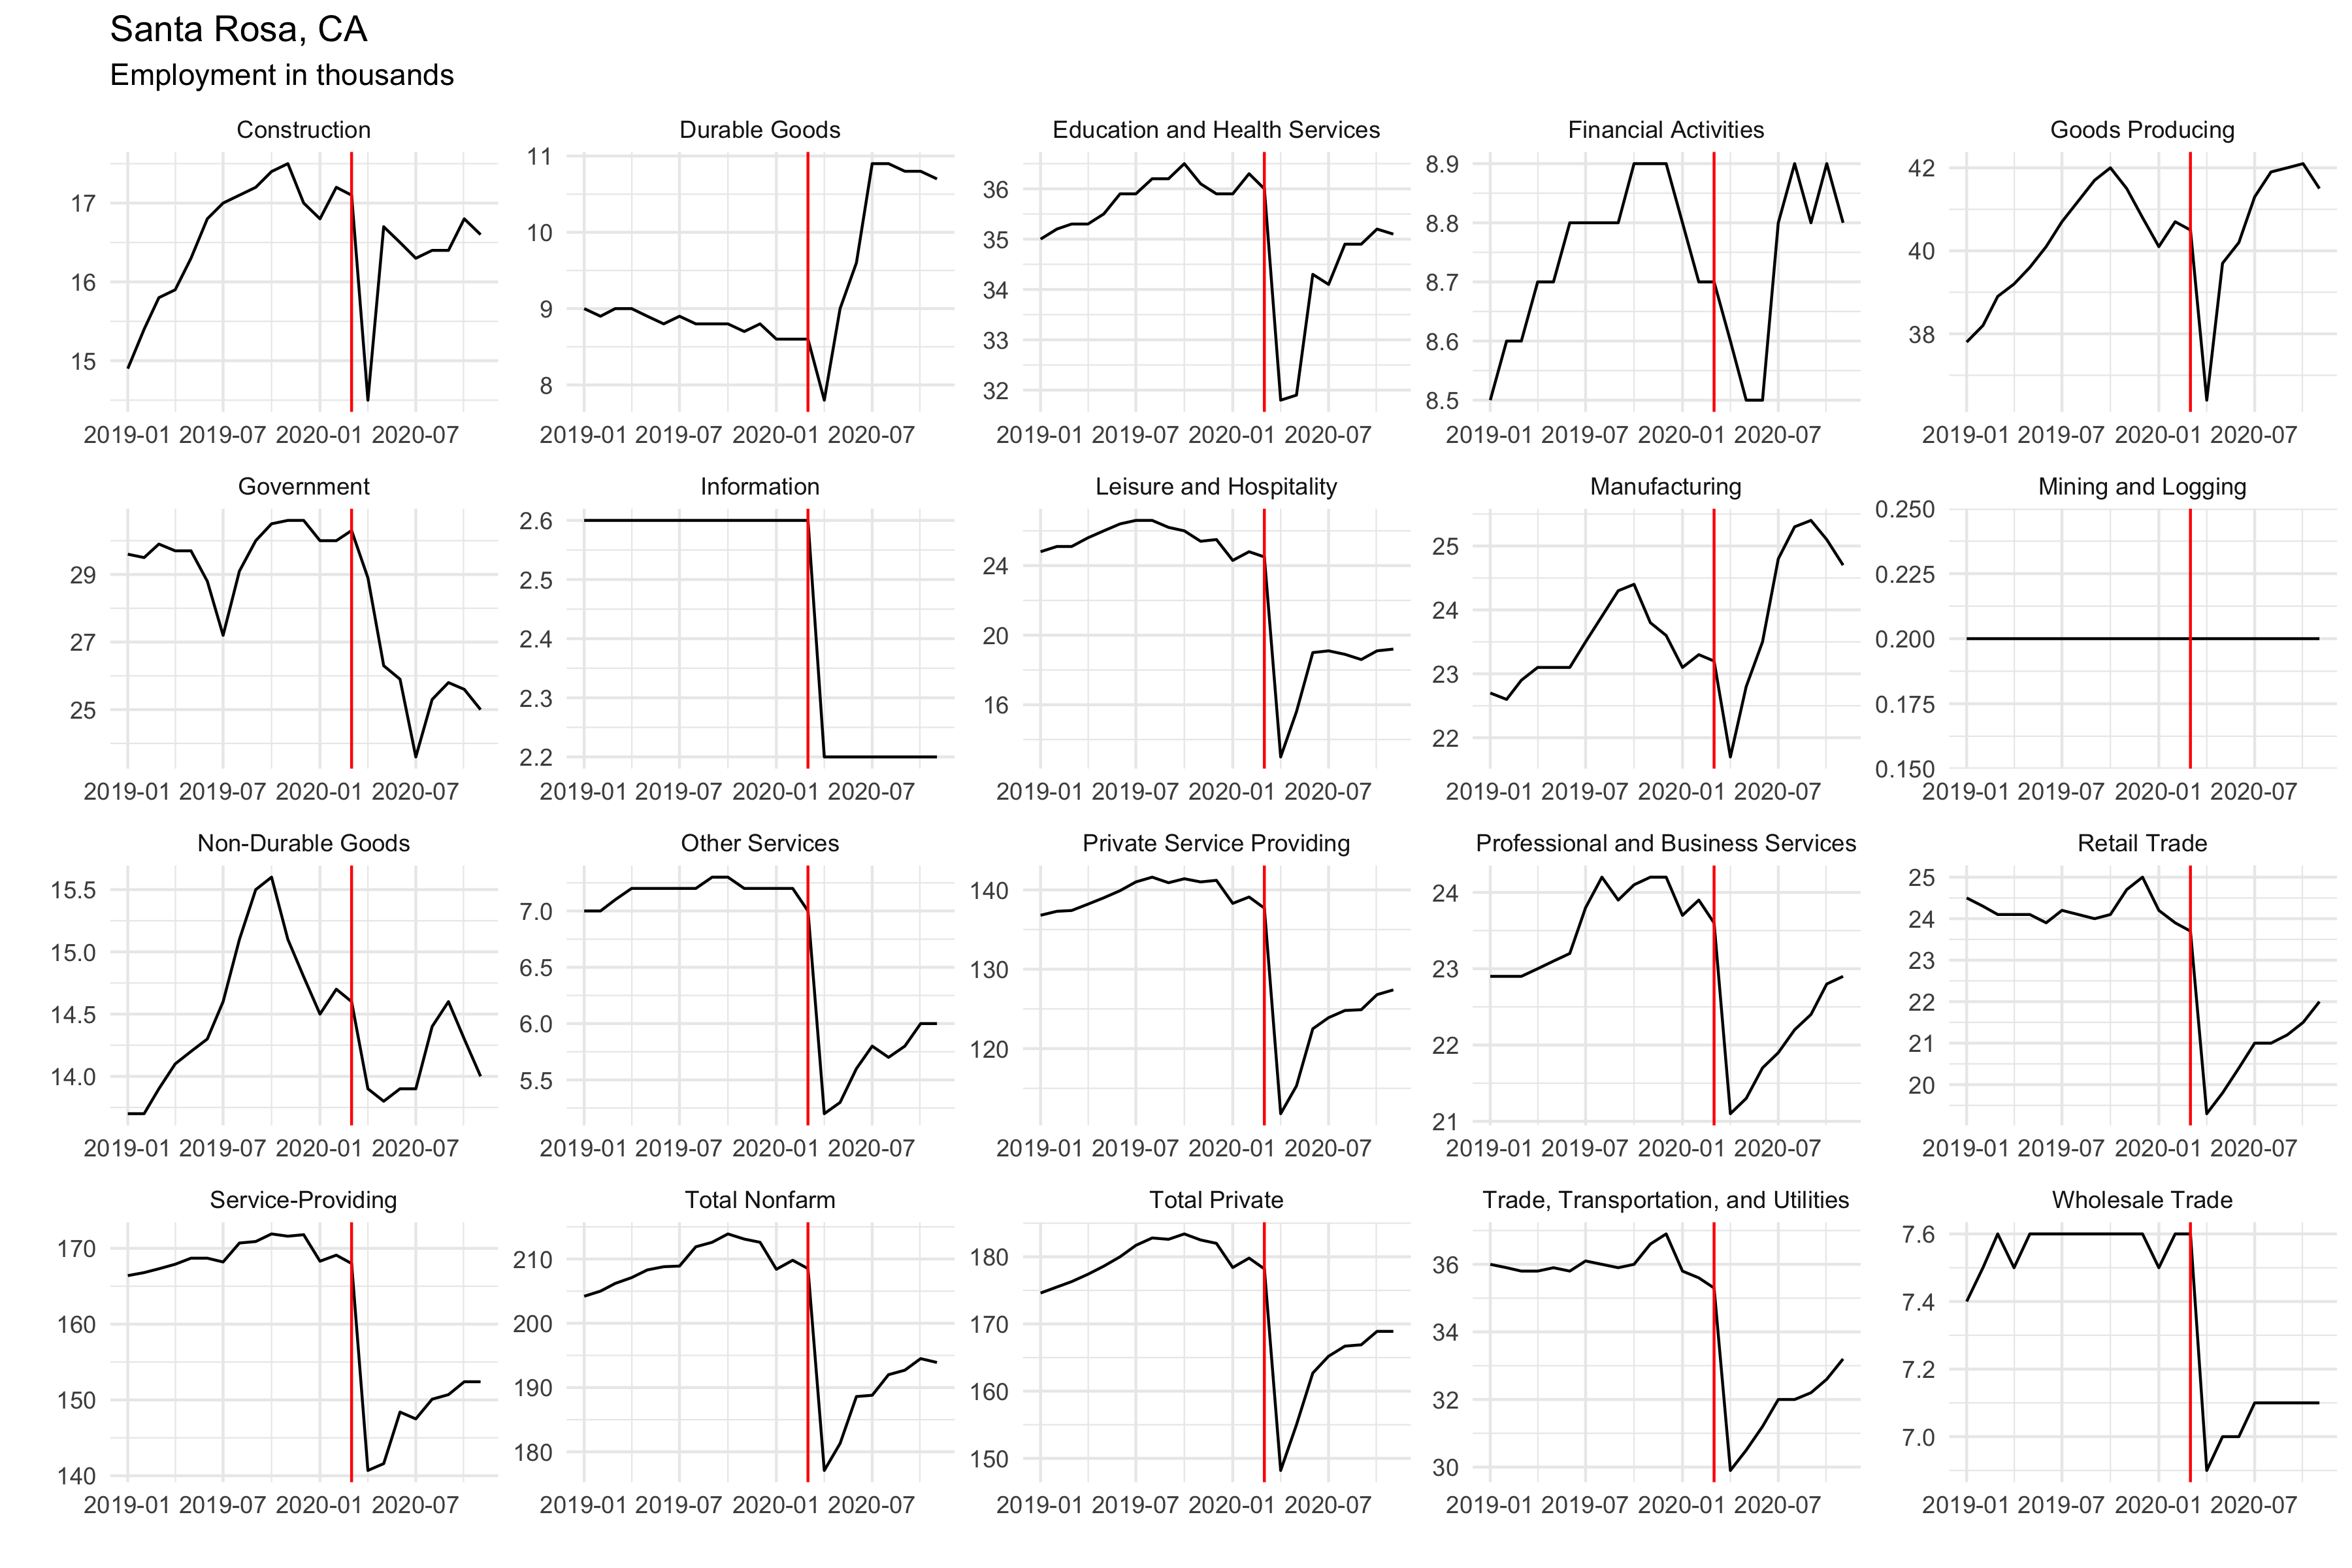 Santa Rosa, CA
Employment in thousands
Construction
17
16
15
2019-01 2019-07 2020-01 2020-07
Durable Goods
11
10
9
8
2019-01 2019-07 2020-01 2020-07
Education and Health Services
36
35
34
33
32
2019-01 2019-07 2020-01 2020-07
Financial Activities
8.9
8.8
8.7
8.6
8.5
2019-01 2019-07 2020-01 2020-07
Goods Producing
42
40
38
2019-01 2019-07 2020-01 2020-07
Government
29
27
25
2019-01 2019-07 2020-01 2020-07
Information
2.6
2.5
2.4
2.3
2.2
2019-01 2019-07 2020-01 2020-07
Leisure and Hospitality
24
20
16
2019-01 2019-07 2020-01 2020-07
Manufacturing
25
24
23
22
2019-01 2019-07 2020-01 2020-07
Mining and Logging
0.250
0.225
0.200
0.175
0.150
2019-01 2019-07 2020-01 2020-07
Non-Durable Goods
15.5
15.0
14.5
14.0
2019-01 2019-07 2020-01 2020-07
Other Services
7.0
6.5
6.0
5.5
2019-01 2019-07 2020-01 2020-07
Private Service Providing
140
130
120
2019-01 2019-07 2020-01 2020-07
Professional and Business Services
24
23
22
21
2019-01 2019-07 2020-01 2020-07
Retail Trade
25
24
23
22
21
20
2019-01 2019-07 2020-01 2020-07
Service-Providing
170
160
150
140
2019-01 2019-07 2020-01 2020-07
Total Nonfarm
210
200
190
180
2019-01 2019-07 2020-01 2020-07
Total Private
180
170
160
150
2019-01 2019-07 2020-01 2020-07
Trade, Transportation, and Utilities
36
34
32
30
2019-01 2019-07 2020-01 2020-07
Wholesale Trade
7.6
7.4
7.2
7.0
2019-01 2019-07 2020-01 2020-07